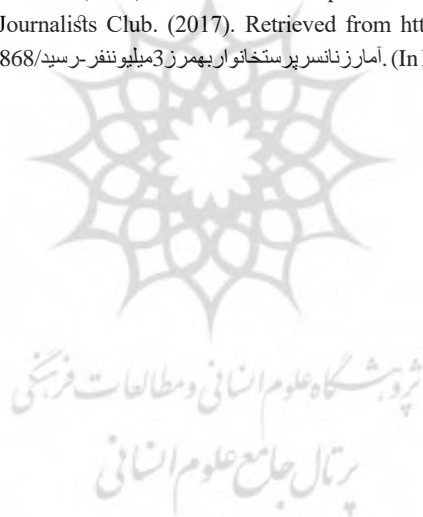 Journalists Club. (2017). Retrieved from htt
868/آمارزنانسرپرستخانواربهمرز3میلیوننفر-رسید. (In
پژوهشگاه علوم انسانی و مطالعات فرهنگی
پرتال جامع علوم انسانی